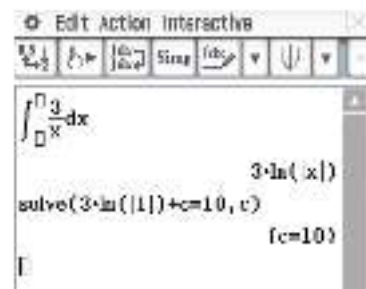 Edit Action Interactive
Simp
∫ 3/x dx
3·ln(|x|)
solve(3·ln(|1|)+c=10,c)
{c=10}